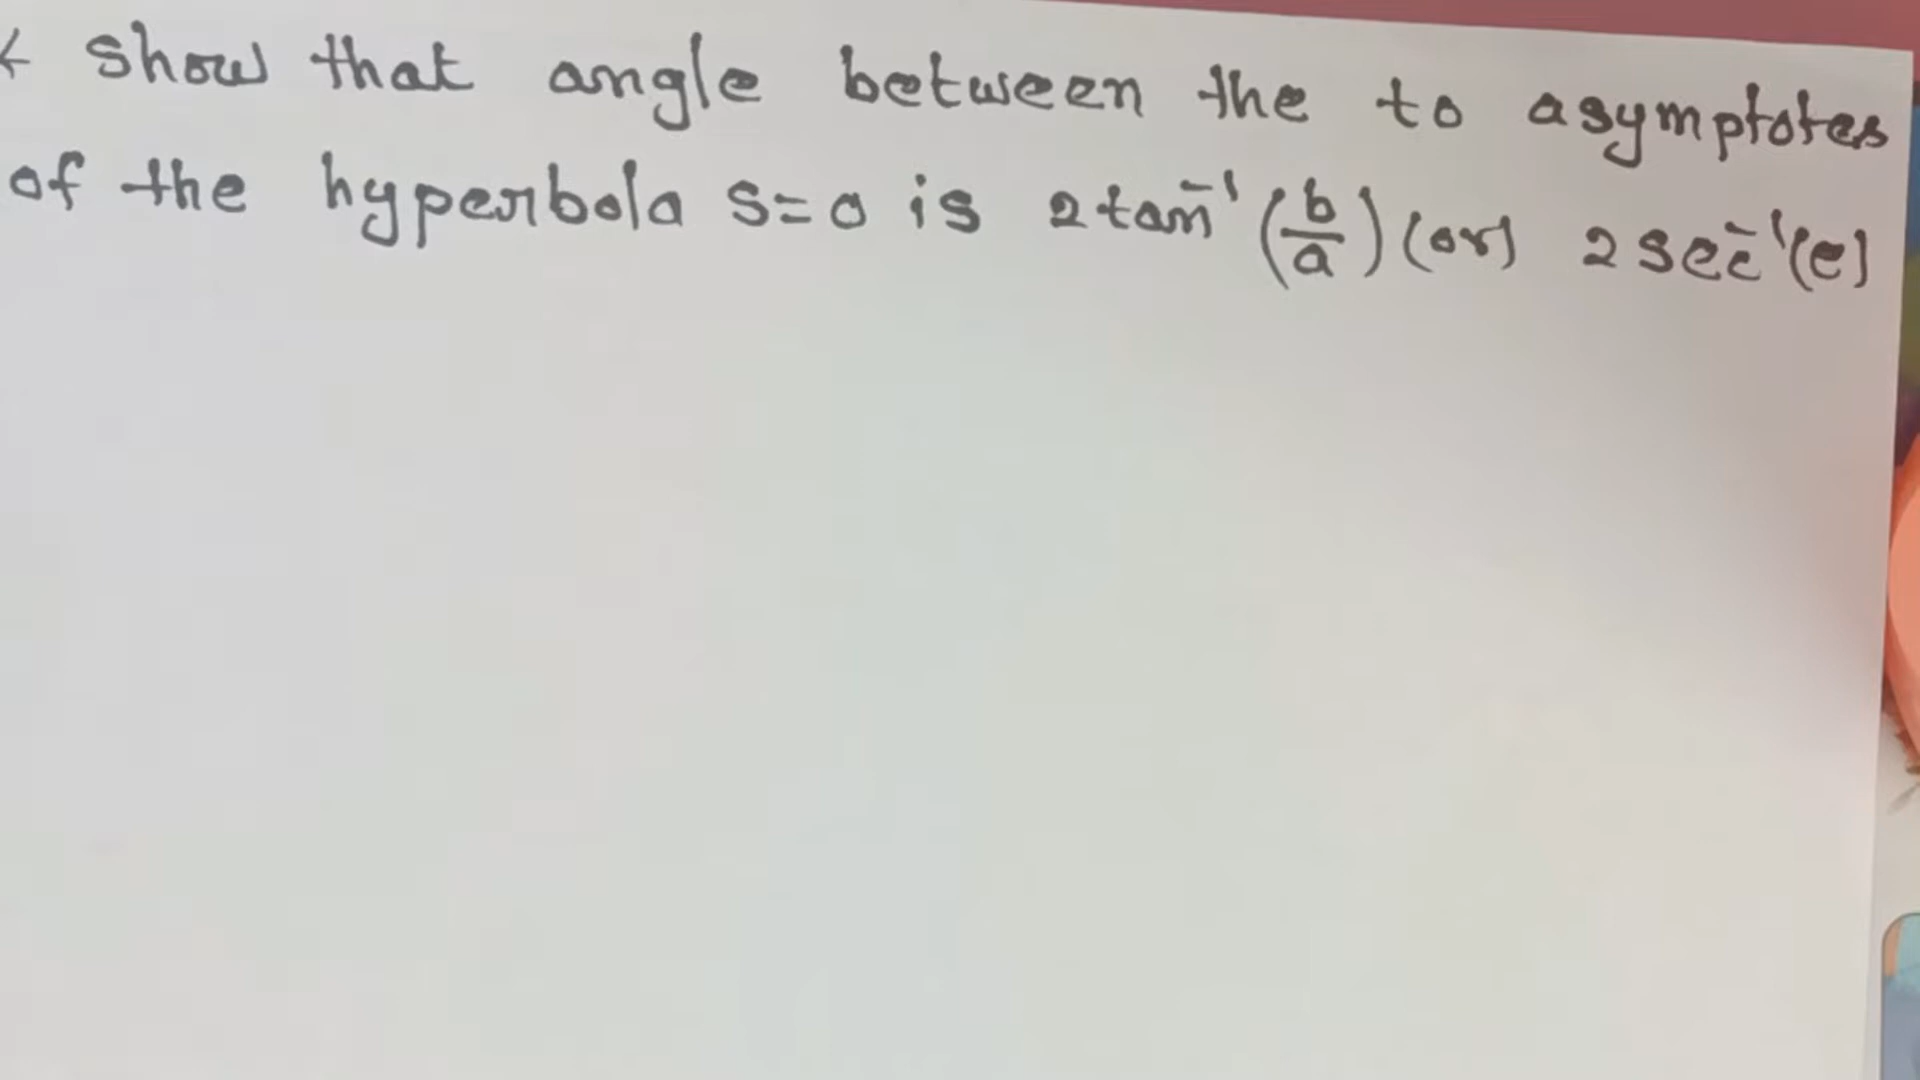 show that angle between the to asymptotes
of the hyperbola S=0 is 2tan⁻¹(b/a) (or) 2sec⁻¹(e)